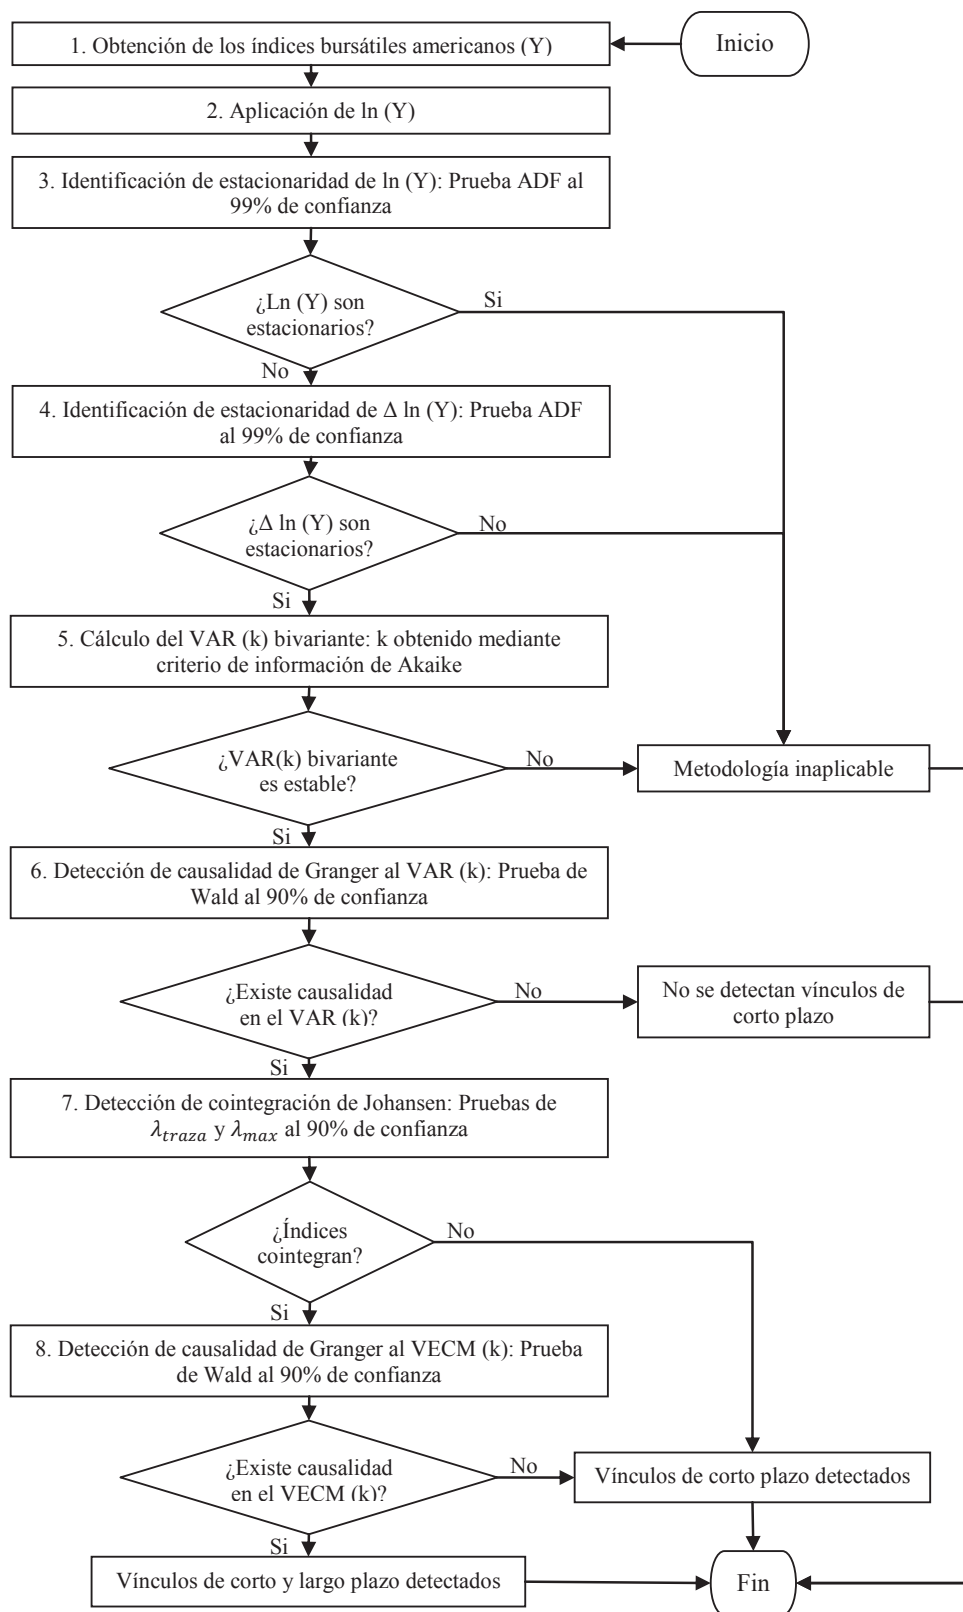 Inicio
1. Obtención de los índices bursátiles americanos (Y)
2. Aplicación de ln (Y)
3. Identificación de estacionaridad de ln (Y): Prueba ADF al
99% de confianza
¿Ln (Y) son
estacionarios?
Si
No
4. Identificación de estacionaridad de Δ ln (Y): Prueba ADF
al 99% de confianza
¿Δ ln (Y) son
estacionarios?
No
Si
5. Cálculo del VAR (k) bivariante: k obtenido mediante
criterio de información de Akaike
¿VAR(k) bivariante
es estable?
No
Metodología inaplicable
Si
6. Detección de causalidad de Granger al VAR (k): Prueba de
Wald al 90% de confianza
¿Existe causalidad
en el VAR (k)?
No
No se detectan vínculos de
corto plazo
Si
7. Detección de cointegración de Johansen: Pruebas de
λtraza y λmax al 90% de confianza
¿Índices
cointegran?
No
Si
8. Detección de causalidad de Granger al VECM (k): Prueba
de Wald al 90% de confianza
¿Existe causalidad
en el VECM (k)?
No
Vínculos de corto plazo detectados
Si
Vínculos de corto y largo plazo detectados
Fin